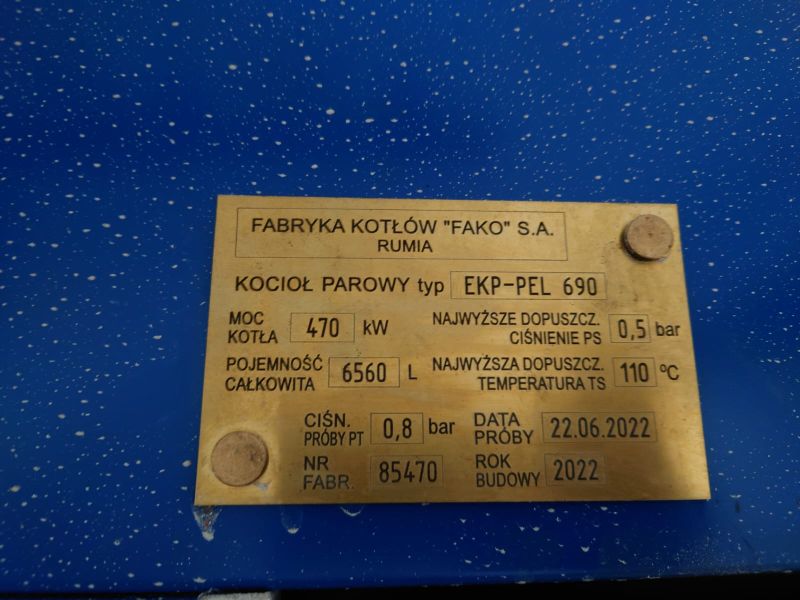 FABRYKA KOTŁÓW "FAKO" S.A.
RUMIA
KOCIOŁ PAROWY typ EKP-PEL 690
MOC KOTŁA 470 kW
NAJWYŻSZE DOPUSZCZ. CIŚNIENIE PS 0,5 bar
POJEMNOŚĆ CAŁKOWITA 6560 L
NAJWYŻSZA DOPUSZCZ. TEMPERATURA TS 110 ºC
CIŚN. PRÓBY PT 0,8 bar
DATA PRÓBY 22.06.2022
NR FABR. 85470
ROK BUDOWY 2022